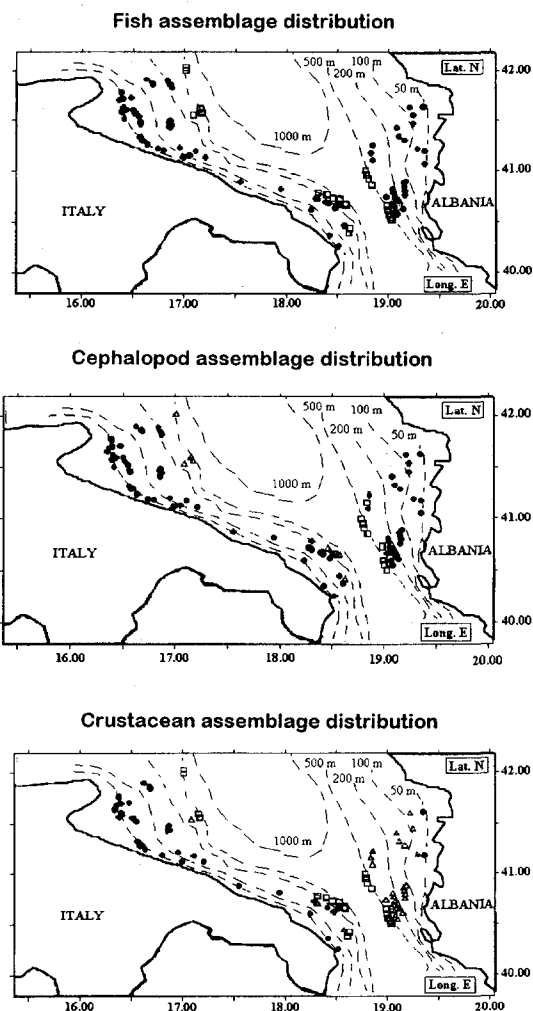 Fish assemblage distribution
500 m 100 m
200 m
50 m
Lat. N
42.00
1000 m
41.00
ITALY
ALBANIA
40.00
Long. E
16.00 17.00 18.00 19.00 20.00
Cephalopod assemblage distribution
500 m 100 m
200 m
50 m
Lat. N
42.00
1000 m
41.00
ITALY
ALBANIA
40.00
Long. E
16.00 17.00 18.00 19.00 20.00
Crustacean assemblage distribution
500 m 100 m
200 m
50 m
Lat. N
42.00
1000 m
41.00
ITALY
ALBANIA
40.00
Long. E
16.00 17.00 18.00 19.00 20.00